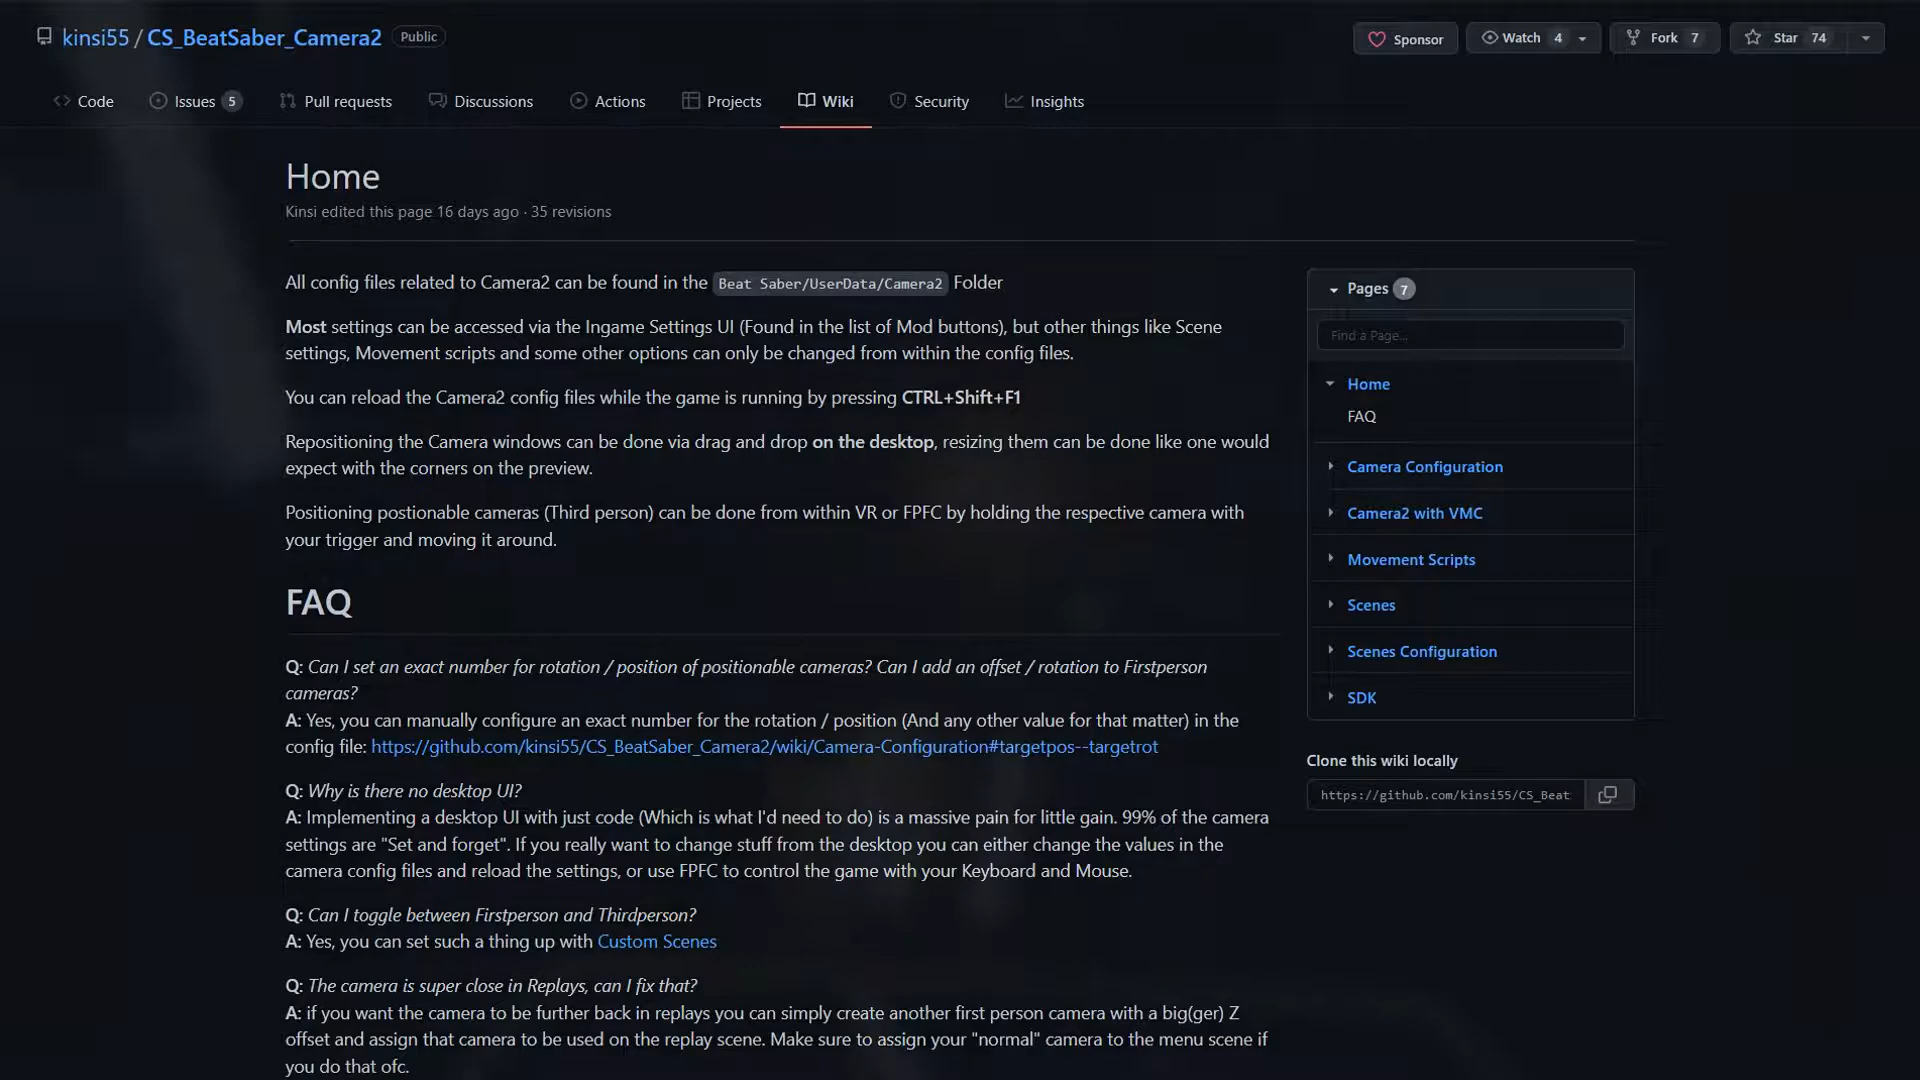 kinsi55 / CS_BeatSaber_Camera2 Public
Sponsor Watch 4 Fork 7 Star 74
Code Issues 5 Pull requests Discussions Actions Projects Wiki Security Insights
Home
Kinsi edited this page 16 days ago · 35 revisions
All config files related to Camera2 can be found in the Beat Saber/UserData/Camera2 Folder
Most settings can be accessed via the Ingame Settings UI (Found in the list of Mod buttons), but other things like Scene
settings, Movement scripts and some other options can only be changed from within the config files.
You can reload the Camera2 config files while the game is running by pressing CTRL+Shift+F1
Repositioning the Camera windows can be done via drag and drop on the desktop, resizing them can be done like one would
expect with the corners on the preview.
Positioning postionable cameras (Third person) can be done from within VR or FPFC by holding the respective camera with
your trigger and moving it around.
FAQ
Q: Can I set an exact number for rotation / position of positionable cameras? Can I add an offset / rotation to Firstperson
cameras?
A: Yes, you can manually configure an exact number for the rotation / position (And any other value for that matter) in the
config file: https://github.com/kinsi55/CS_BeatSaber_Camera2/wiki/Camera-Configuration#targetpos--targetrot
Q: Why is there no desktop UI?
A: Implementing a desktop UI with just code (Which is what I'd need to do) is a massive pain for little gain. 99% of the camera
settings are "Set and forget". If you really want to change stuff from the desktop you can either change the values in the
camera config files and reload the settings, or use FPFC to control the game with your Keyboard and Mouse.
Q: Can I toggle between Firstperson and Thirdperson?
A: Yes, you can set such a thing up with Custom Scenes
Q: The camera is super close in Replays, can I fix that?
A: if you want the camera to be further back in replays you can simply create another first person camera with a big(ger) Z
offset and assign that camera to be used on the replay scene. Make sure to assign your "normal" camera to the menu scene if
you do that ofc.
Pages 7
Find a Page...
Home
FAQ
Camera Configuration
Camera2 with VMC
Movement Scripts
Scenes
Scenes Configuration
SDK
Clone this wiki locally
https://github.com/kinsi55/CS_Beat